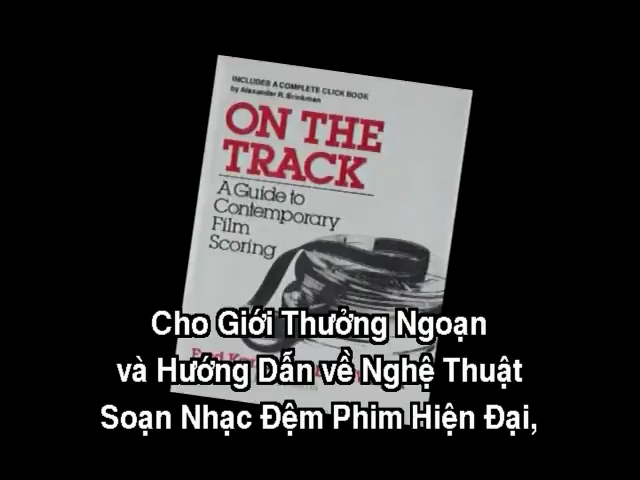 INCLUDES A COMPLETE CLICK BOOK
by Alexander R. Brinkman
ON THE
TRACK
A Guide to
Contemporary
Film
Scoring
Cho Giới Thưởng Ngoạn
và Hướng Dẫn về Nghệ Thuật
Soạn Nhạc Đệm Phim Hiện Đại,